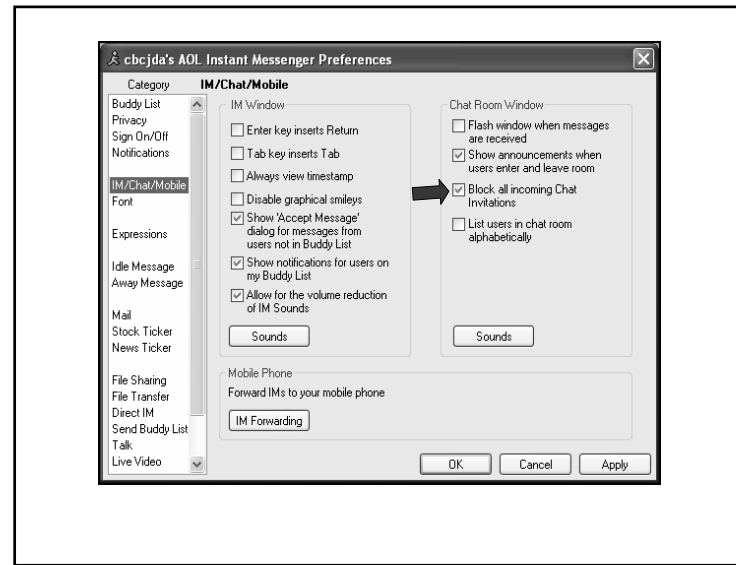 cbcjda's AOL Instant Messenger Preferences
Category
IM/Chat/Mobile
Buddy List
Privacy
Sign On/Off
Notifications
IM/Chat/Mobile
Font
Expressions
Idle Message
Away Message
Mail
Stock Ticker
News Ticker
File Sharing
File Transfer
Direct IM
Send Buddy List
Talk
Live Video
IM Window
Enter key inserts Return
Tab key inserts Tab
Always view timestamp
Disable graphical smileys
Show 'Accept Message'
dialog for messages from
users not in Buddy List
Show notifications for users on
my Buddy List
Allow for the volume reduction
of IM Sounds
Sounds
Chat Room Window
Flash window when messages
are received
Show announcements when
users enter and leave room
Block all incoming Chat
Invitations
List users in chat room
alphabetically
Sounds
Mobile Phone
Forward IMs to your mobile phone
IM Forwarding
OK
Cancel
Apply